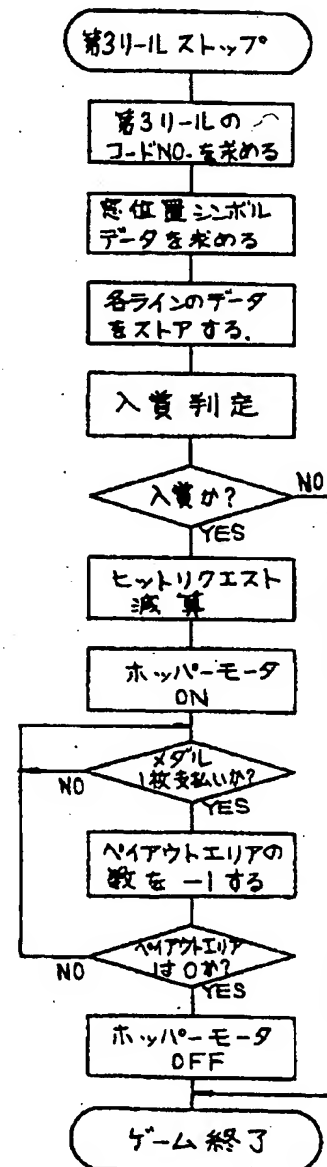 第3リールストップ
第3リールの
コードNO.を求める
窓位置シンボル
データを求める
各ラインのデータ
をストアする.
入賞判定
入賞か?
NO
YES
ヒットリクエスト
減算
ホッパーモータ
ON
メダル
1枚支払いか?
NO
YES
ペイアウトエリアの
数を-1する
ペイアウトエリア
は0か?
NO
YES
ホッパーモータ
OFF
ゲーム終了